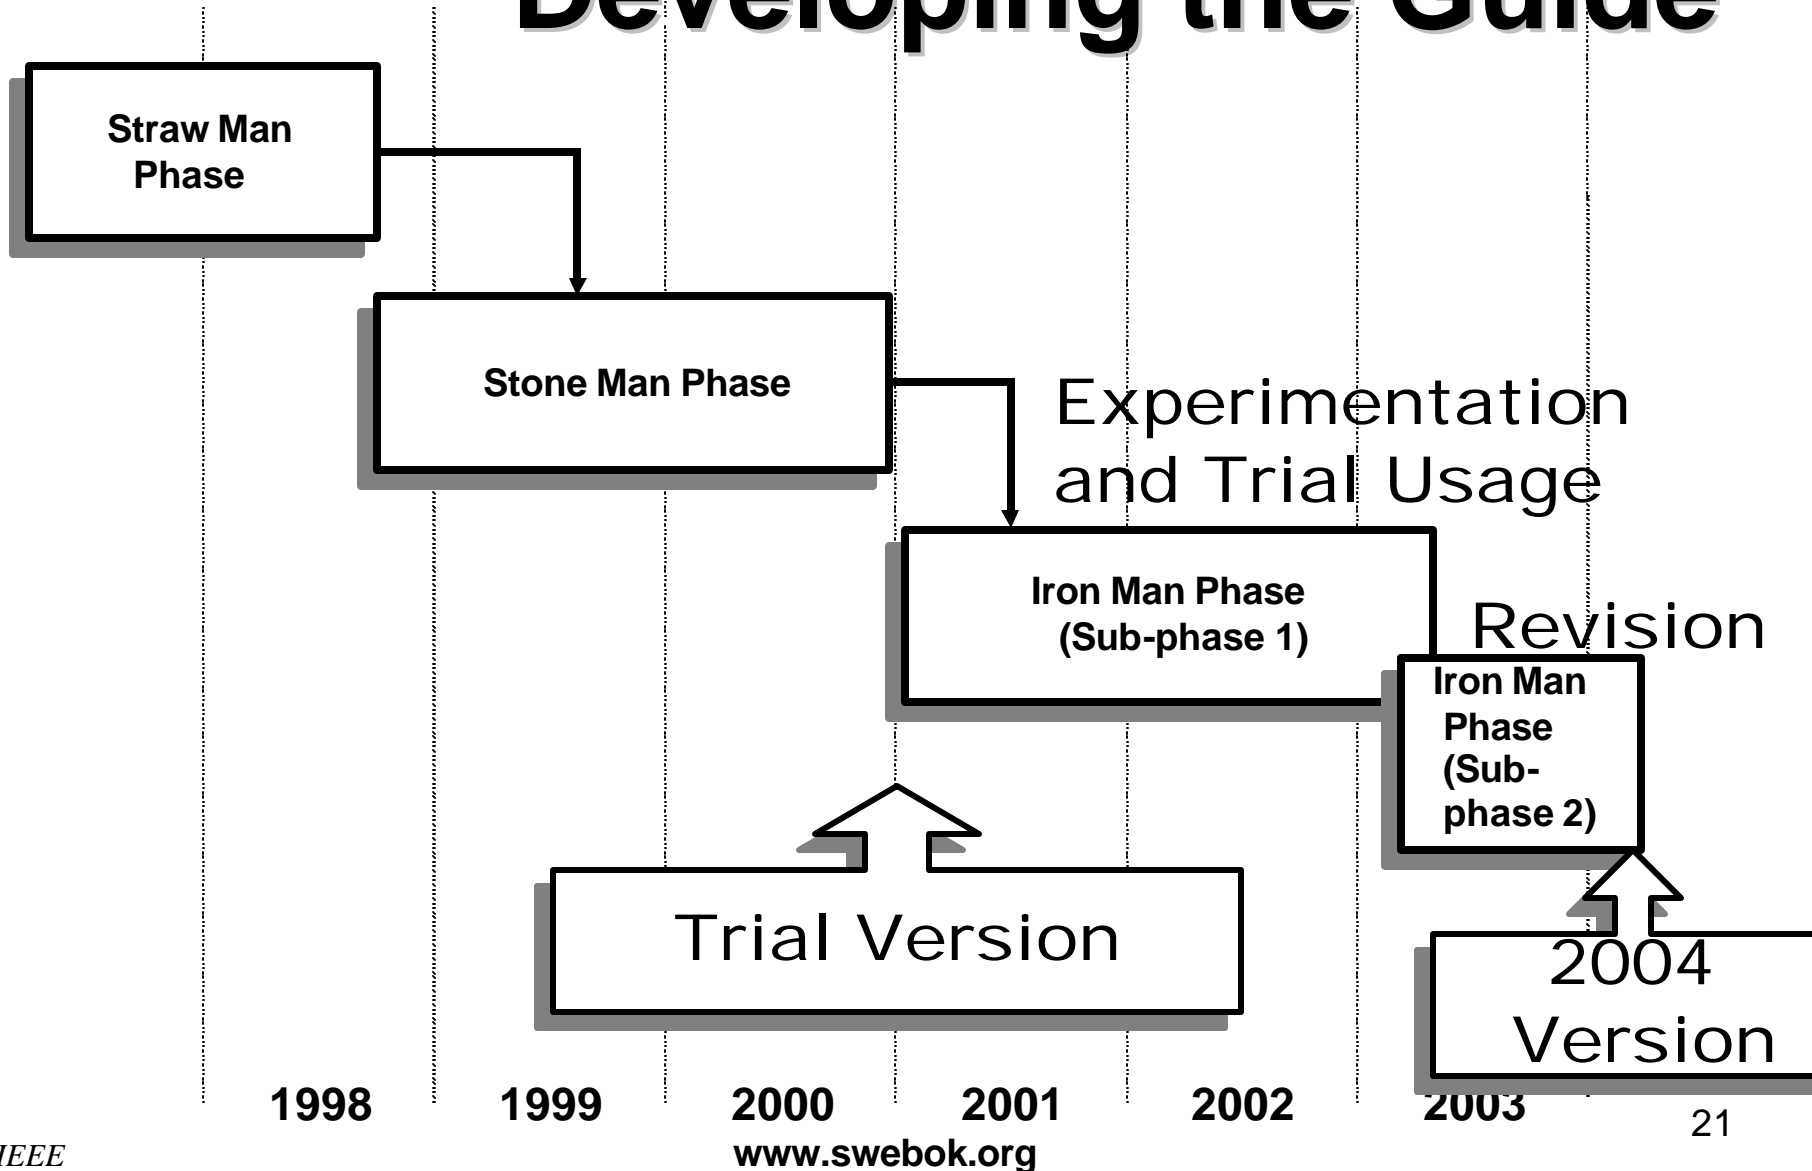 Developing the Guide
Straw Man
Phase
Stone Man Phase
Experimentation
and Trial Usage
Iron Man Phase
(Sub-phase 1)
Revision
Iron Man
Phase
(Sub-
phase 2)
Trial Version
2004
Version
1998
1999
2000
2001
2002
2003
www.swebok.org
21
IEEE